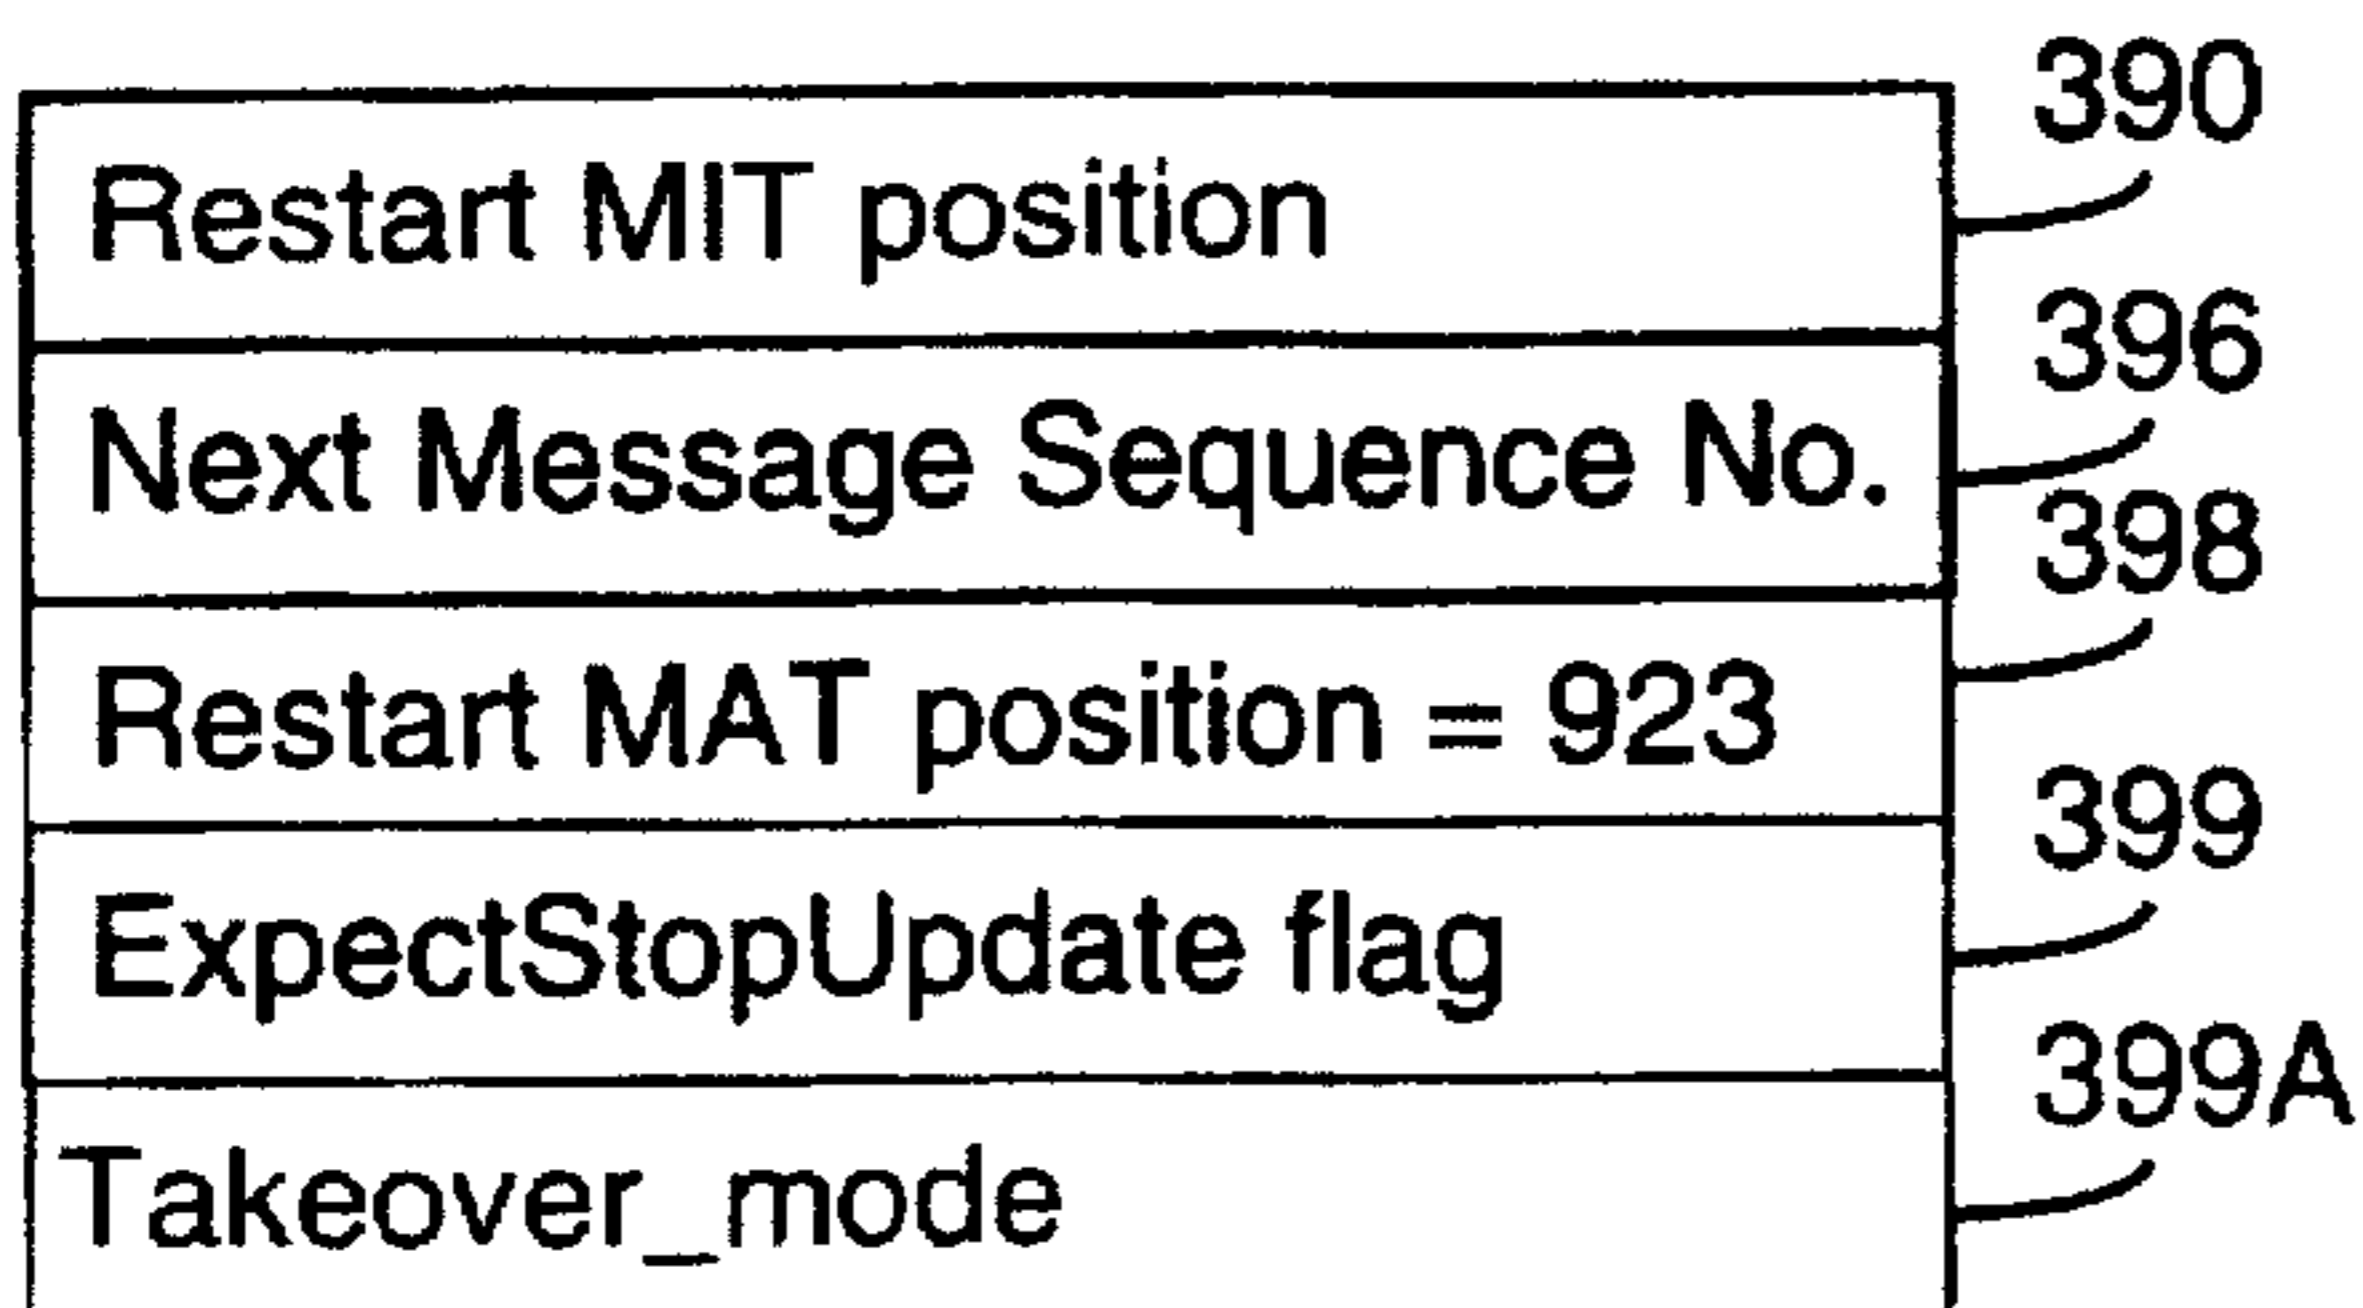 390
Restart MIT position
396
Next Message Sequence No.
398
Restart MAT position = 923
399
ExpectStopUpdate flag
399A
Takeover_mode